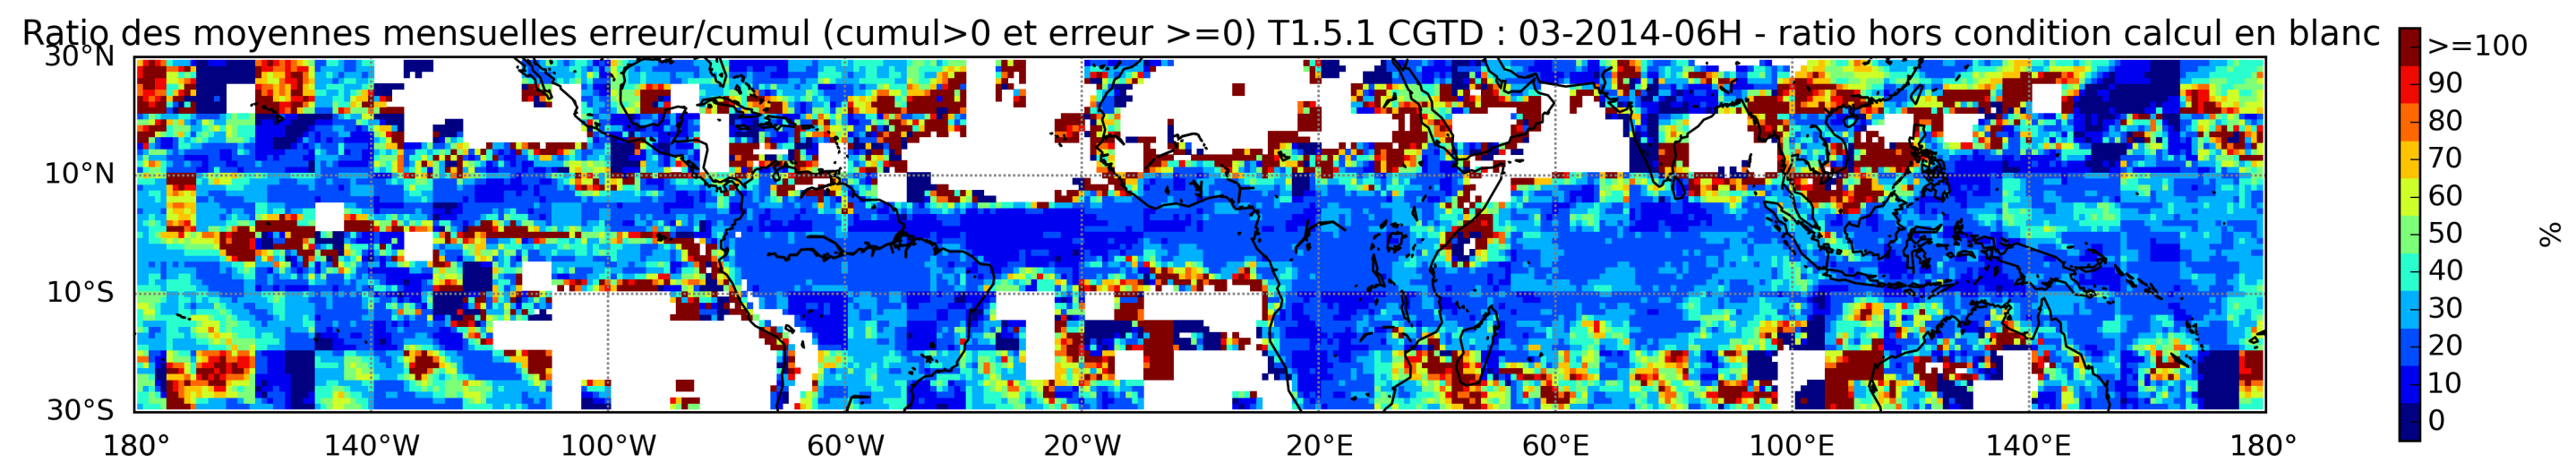 Ratio des moyennes mensuelles erreur/cumul (cumul>0 et erreur >=0) T1.5.1 CGTD : 03-2014-06H - ratio hors condition calcul en blanc
30°N
10°N
10°S
30°S
180° 140°W 100°W 60°W 20°W 20°E 60°E 100°E 140°E 180°
>=100
90
80
70
60
50
40
30
20
10
0
%